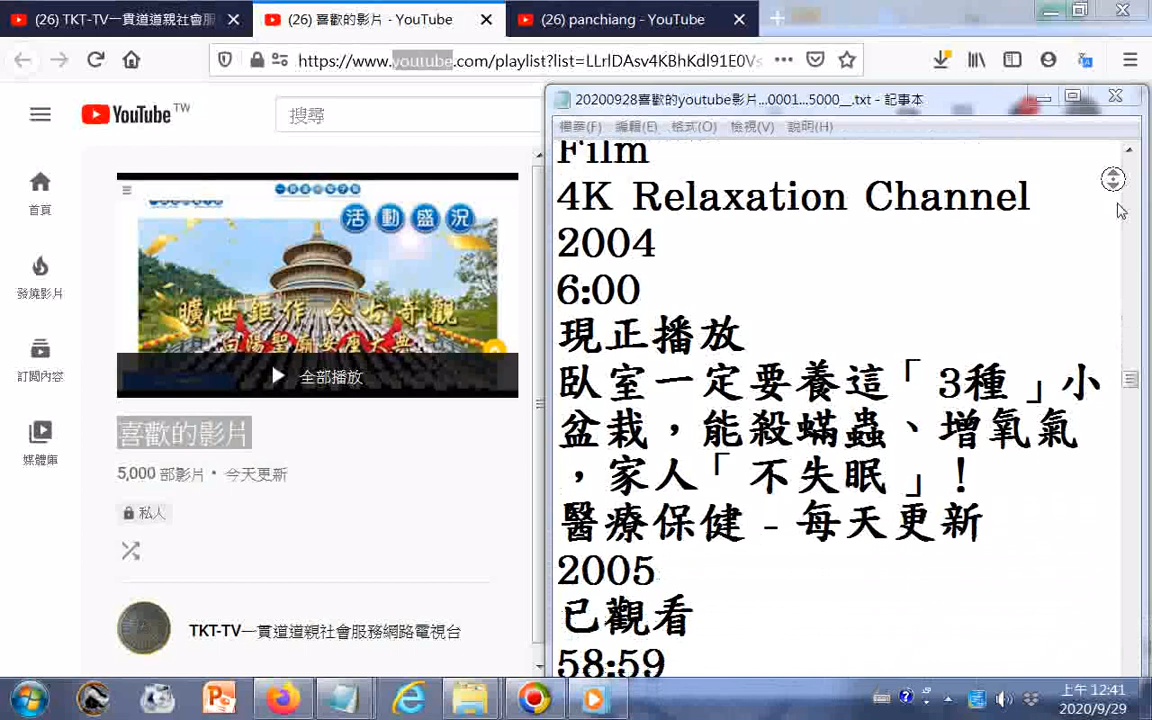 (26) TKT-TV一貫道道親社會服
(26) 喜歡的影片 - YouTube
(26) panchiang - YouTube
https://www.youtube.com/playlist?list=LLrlDAsv4KBhKdl91E0Vs
YouTube TW
搜尋
首頁
發燒影片
訂閱內容
媒體庫
活動盛況
曠世鉅作 今古奇觀
全部播放
喜歡的影片
5,000 部影片 • 今天更新
私人
TKT-TV一貫道道親社會服務網路電視台
20200928喜歡的youtube影片...0001...5000__.txt - 記事本
檔案(F) 編輯(E) 格式(O) 檢視(V) 說明(H)
Film
4K Relaxation Channel
2004
6:00
現正播放
臥室一定要養這「3種」小
盆栽，能殺蟎蟲、增氧氣
，家人「不失眠」！
醫療保健 - 每天更新
2005
已觀看
58:59
上午 12:41
2020/9/29